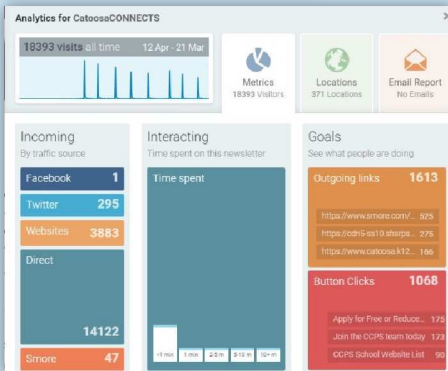 Analytics for CatoosaCONNECTS
18393 visits all time 12 Apr - 21 Mar
Metrics
18393 Visitors
Locations
371 Locations
Email Report
No Emails
Incoming
By traffic source
Facebook 1
Twitter 295
Websites 3883
Direct
14122
Smore 47
Interacting
Time spent on this newsletter
Time spent
<1 min 1 min 2-5 m 5-10 m 10+ m
Goals
See what people are doing
Outgoing links 1613
https://www.smore.com/... 575
https://cdn5-ss10.sharps... 275
https://www.catoosa.k12... 166
Button Clicks 1068
Apply for Free or Reduce... 175
Join the CCPS team today 173
CCPS School Website List 90